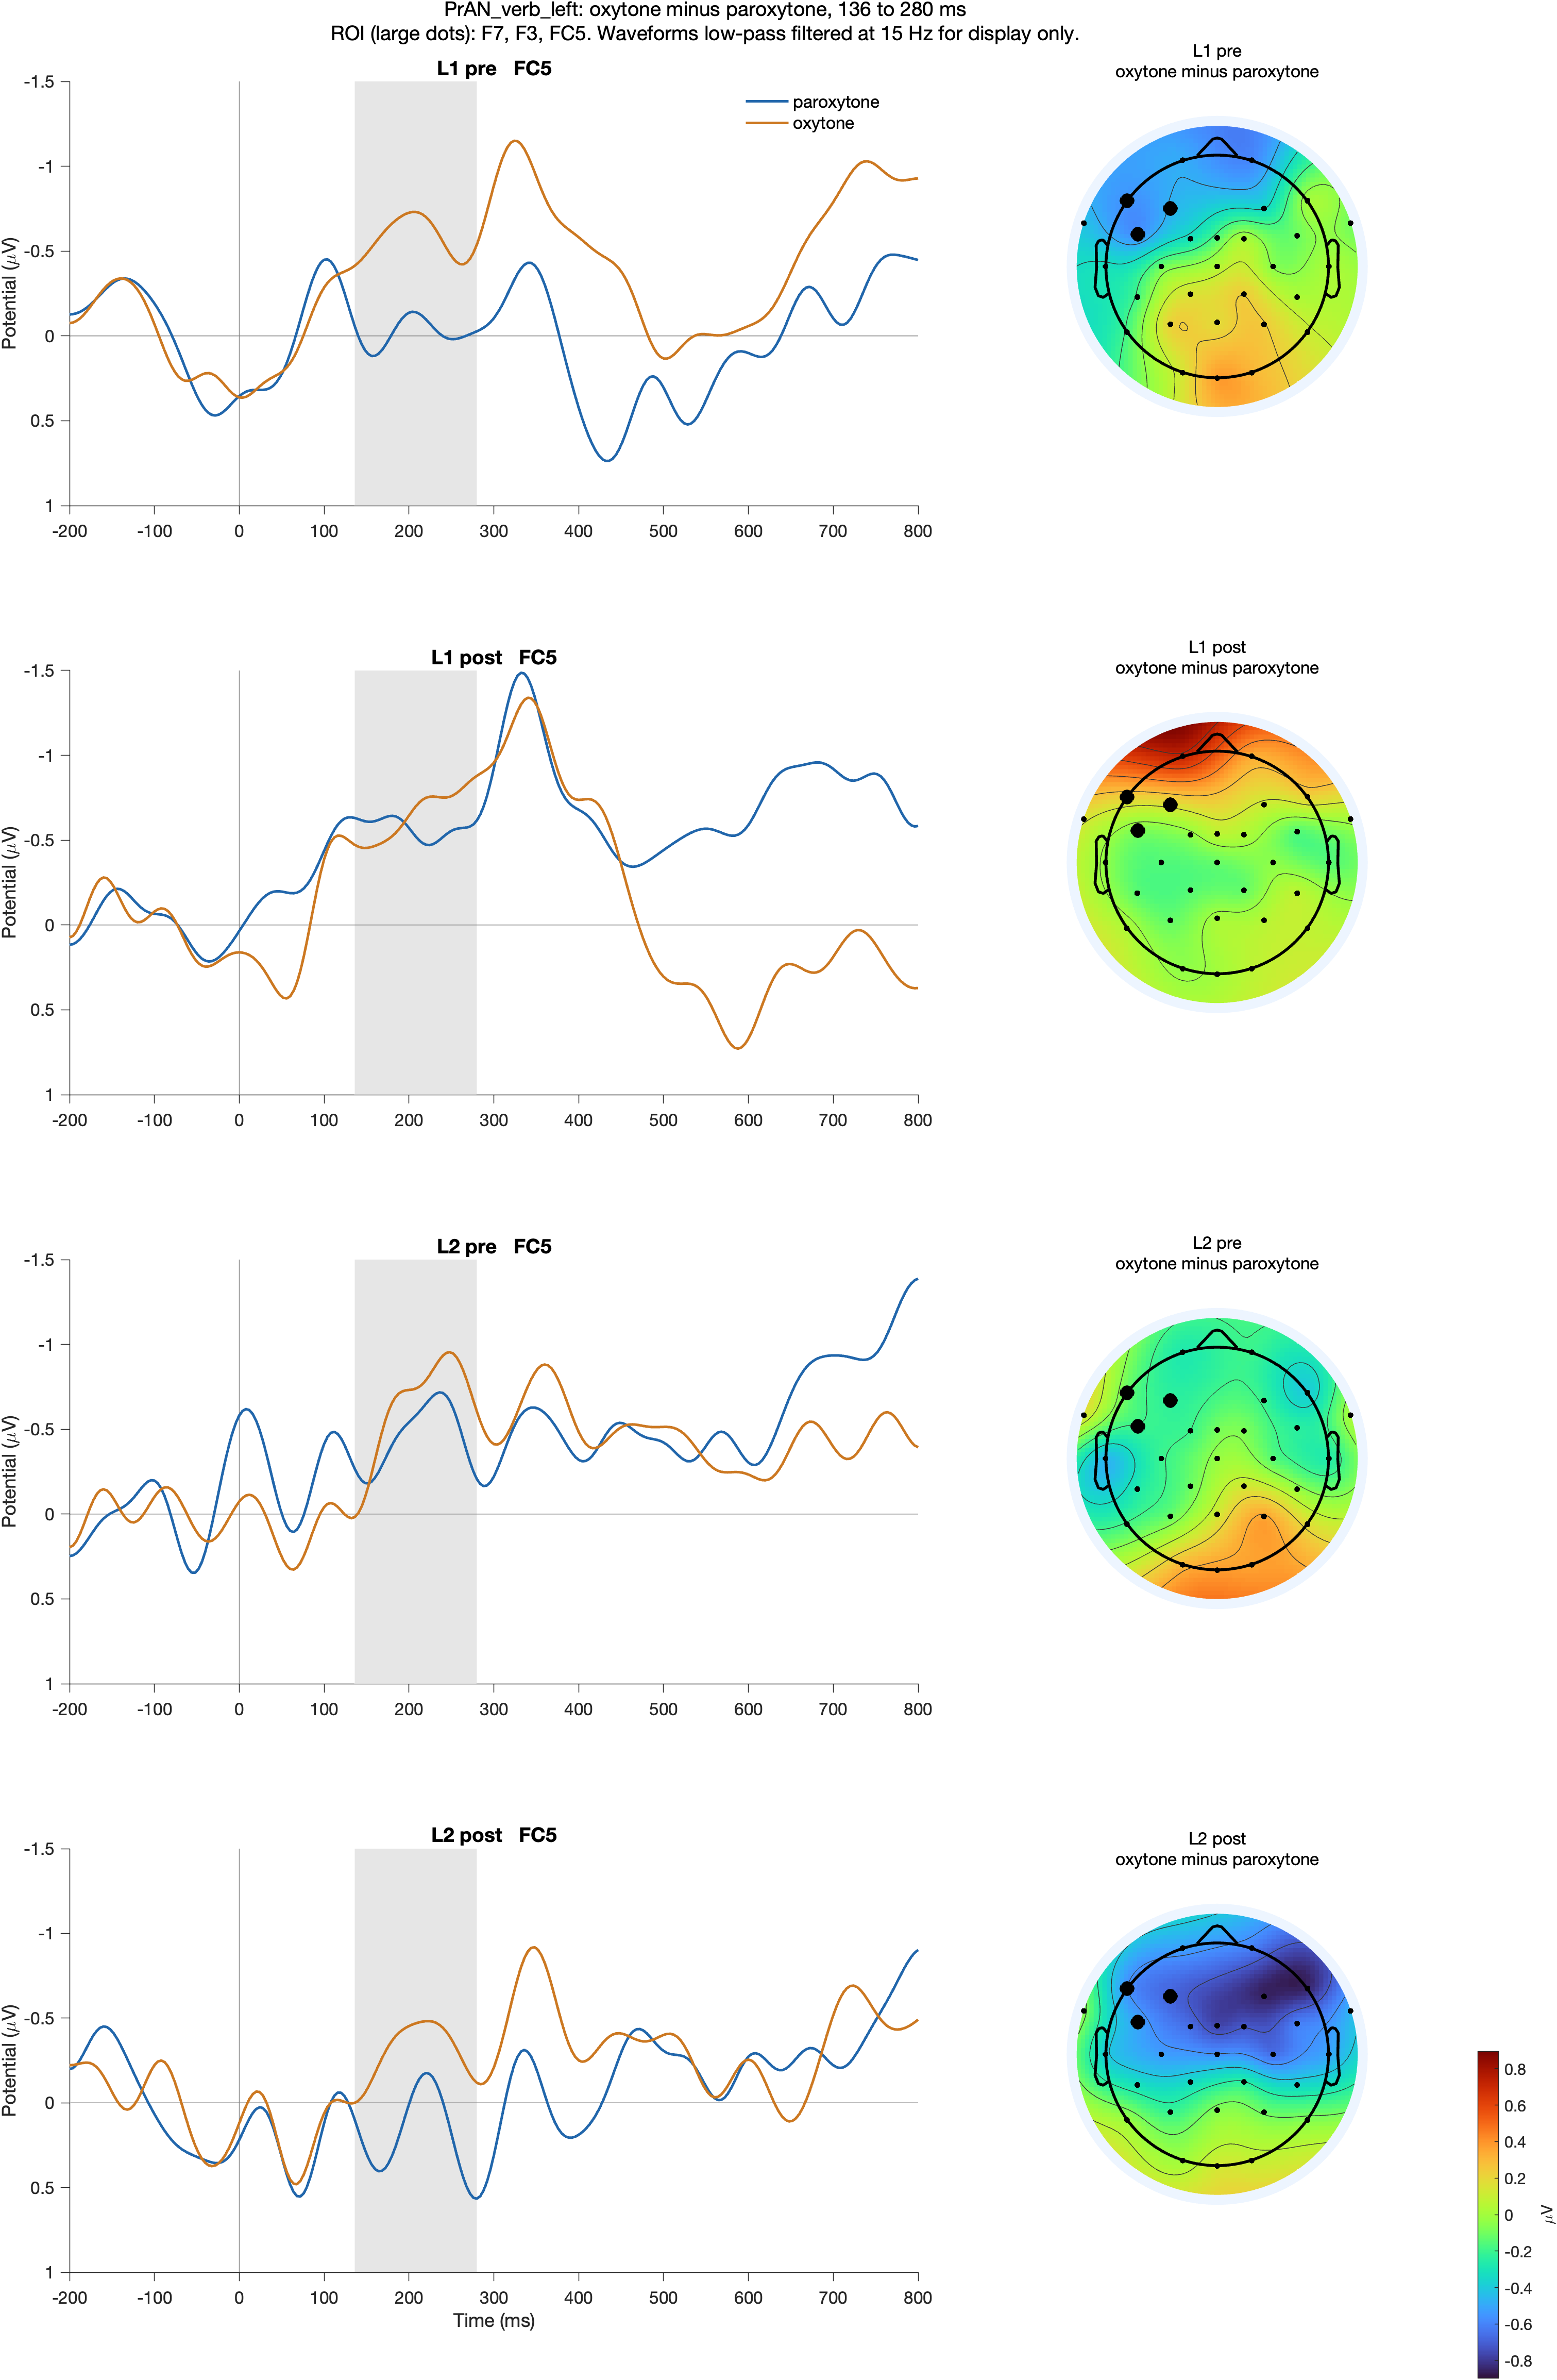 PrAN_verb_left: oxytone minus paroxytone, 136 to 280 ms
ROI (large dots): F7, F3, FC5. Waveforms low-pass filtered at 15 Hz for display only.
L1 pre FC5
paroxytone
oxytone
-1.5
-1
-0.5
0
0.5
1
Potential (μV)
-200 -100 0 100 200 300 400 500 600 700 800
L1 pre
oxytone minus paroxytone
L1 post FC5
-1.5
-1
-0.5
0
0.5
1
Potential (μV)
-200 -100 0 100 200 300 400 500 600 700 800
L1 post
oxytone minus paroxytone
L2 pre FC5
-1.5
-1
-0.5
0
0.5
1
Potential (μV)
-200 -100 0 100 200 300 400 500 600 700 800
L2 pre
oxytone minus paroxytone
L2 post FC5
-1.5
-1
-0.5
0
0.5
1
Potential (μV)
-200 -100 0 100 200 300 400 500 600 700 800
Time (ms)
L2 post
oxytone minus paroxytone
0.8
0.6
0.4
0.2
0
-0.2
-0.4
-0.6
-0.8
μV